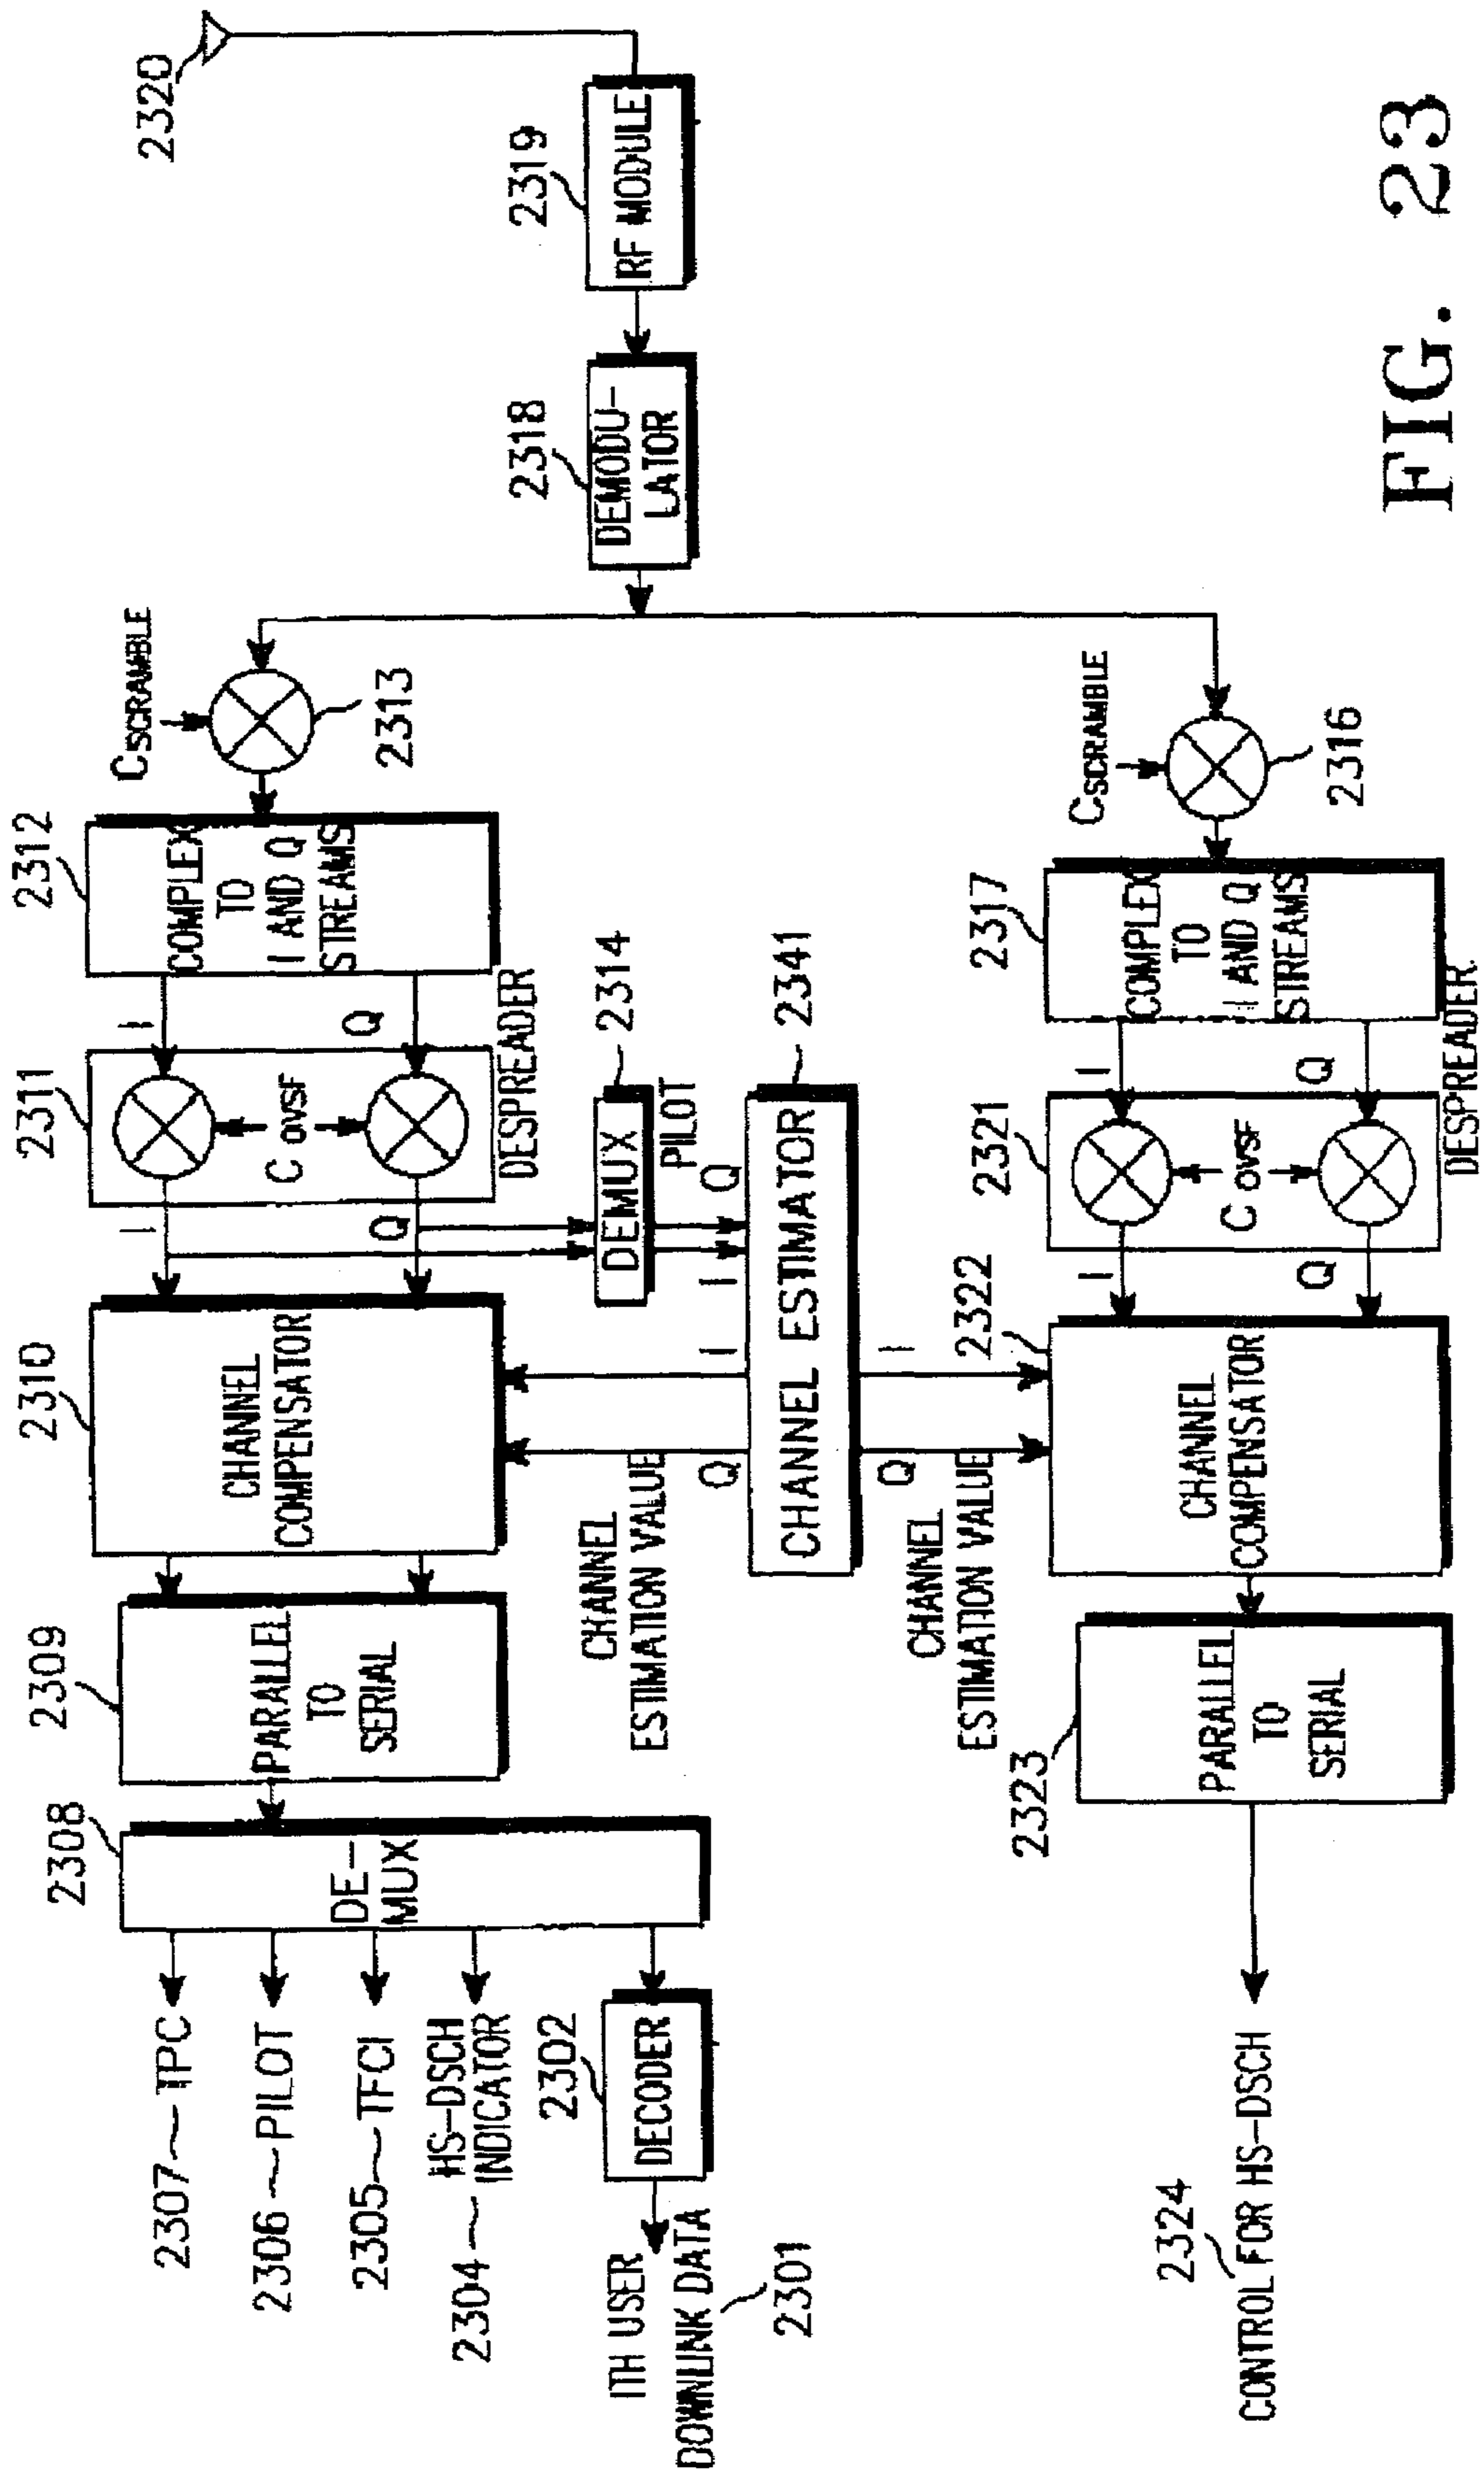 2307
TPC
2306
PILOT
2305
TFCI
2304
HS-DSCH
INDICATOR
2308
DE-
MUX
2302
DECODER
ITH USER
DOWNLINK DATA
2301
2309
PARALLEL
TO
SERIAL
2310
CHANNEL
COMPENSATOR
I
Q
2311
C OVSF
DESPREADER
I
Q
2312
COMPLEX
TO
I AND Q
STREAMS
CSCRAMBLE
2313
2314
DEMUX
PILOT
I
Q
2341
CHANNEL ESTIMATOR
Q
I
CHANNEL
ESTIMATION VALUE
Q
I
CHANNEL
ESTIMATION VALUE
2318
DEMODU-
LATOR
2319
RF MODULE
2320
2324
CONTROL FOR HS-DSCH
2323
PARALLEL
TO
SERIAL
2322
CHANNEL
COMPENSATOR
I
Q
2321
C OVSF
DESPREADER.
I
Q
2317
COMPLEX
TO
I AND Q
STREAMS
CSCRAMBLE
2316
FIG. 23